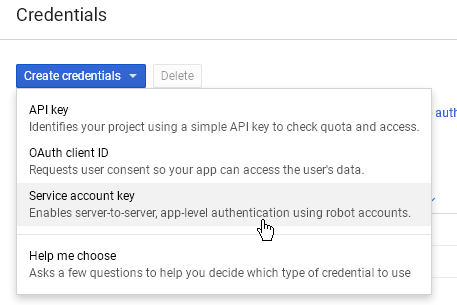 Credentials
Create credentials
Delete
API key
Identifies your project using a simple API key to check quota and access.
auth
OAuth client ID
Requests user consent so your app can access the user's data.
Service account key
Enables server-to-server, app-level authentication using robot accounts.
Help me choose
Asks a few questions to help you decide which type of credential to use